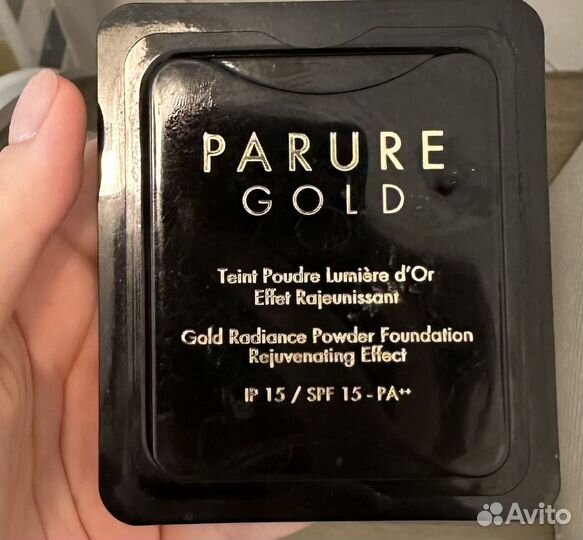 PARURE
GOLD
Teint Poudre Lumière d'Or
Effet Rajeunissant
Gold Radiance Powder Foundation
Rejuvenating Effect
IP 15 / SPF 15 - PA++
Avito